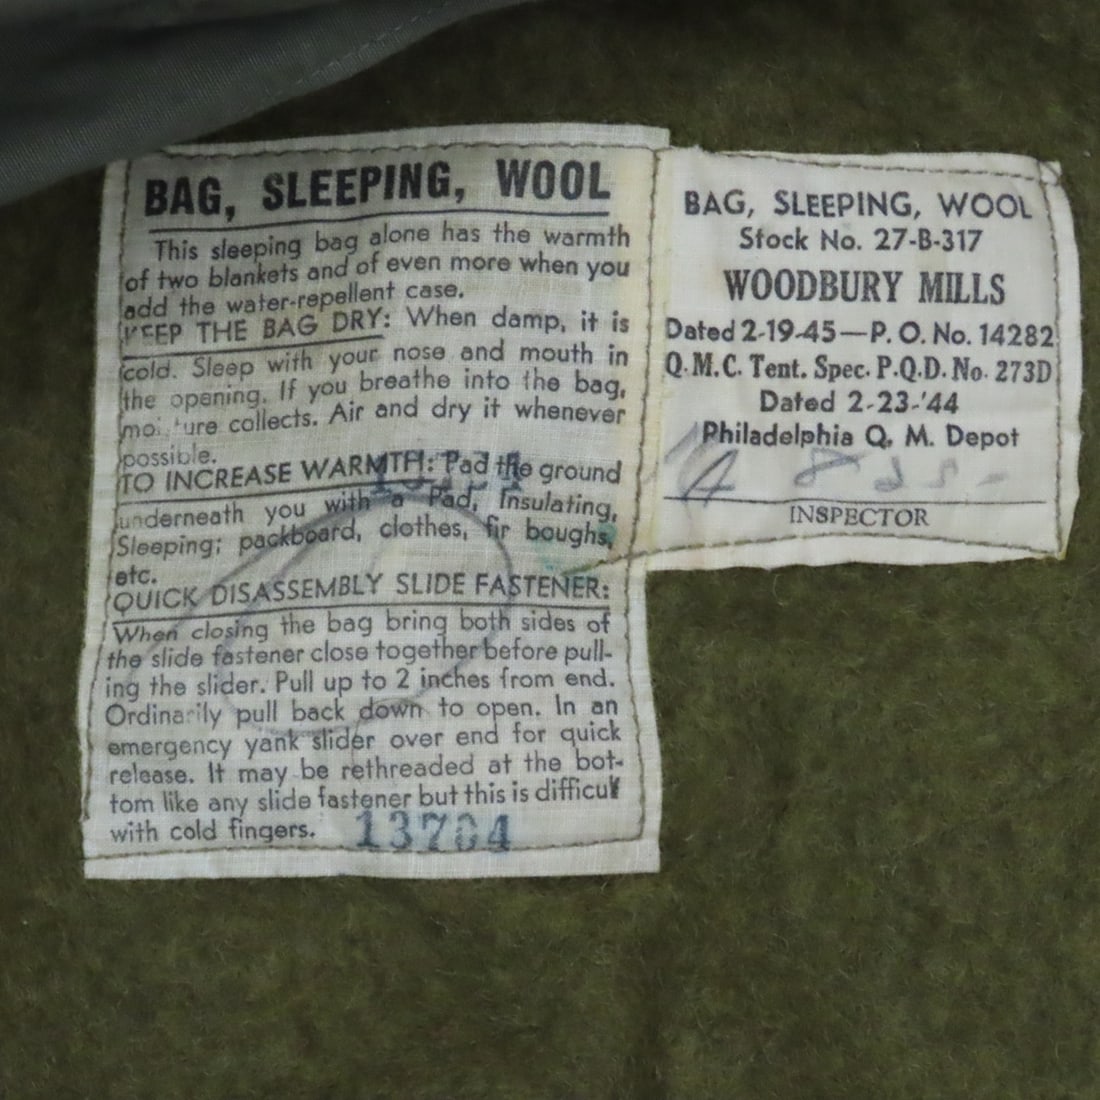 BAG, SLEEPING, WOOL
This sleeping bag alone has the warmth
of two blankets and of even more when you
add the water-repellent case.
KEEP THE BAG DRY: When damp, it is
cold. Sleep with your nose and mouth in
the opening. If you breathe into the bag,
moisture collects. Air and dry it whenever
possible.
TO INCREASE WARMTH: Pad the ground
underneath you with a Pad, Insulating,
Sleeping; packboard, clothes, fir boughs,
etc.
QUICK DISASSEMBLY SLIDE FASTENER:
When closing the bag bring both sides of
the slide fastener close together before pull-
ing the slider. Pull up to 2 inches from end.
Ordinarily pull back down to open. In an
emergency yank slider over end for quick
release. It may be rethreaded at the bot-
tom like any slide fastener but this is difficult
with cold fingers.
13704
BAG, SLEEPING, WOOL
Stock No. 27-B-317
WOODBURY MILLS
Dated 2-19-45—P. O. No. 14282
Q.M.C. Tent. Spec. P.Q.D. No. 273D
Dated 2-23-'44
Philadelphia Q. M. Depot
INSPECTOR